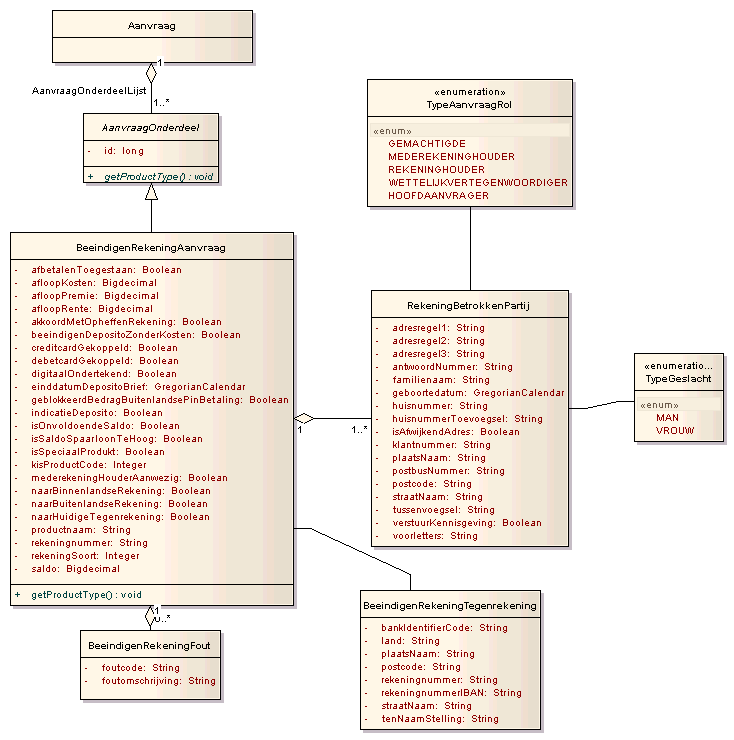 Aanvraag
1
AanvraagOnderdeelLijst
1..*
AanvraagOnderdeel
- id: long
+ getProductType() : void
«enumeration»
TypeAanvraagRol
«enum»
GEMACHTIGDE
MEDEREKENINGHOUDER
REKENINGHOUDER
WETTELIJKVERTEGENWOORDIGER
HOOFDAANVRAGER
BeeindigenRekeningAanvraag
- afbetalenToegestaan: Boolean
- afloopKosten: Bigdecimal
- afloopPremie: Bigdecimal
- afloopRente: Bigdecimal
- akkoordMetOpheffenRekening: Boolean
- beeindigenDepositoZonderKosten: Boolean
- creditcardGekoppeld: Boolean
- debetcardGekoppeld: Boolean
- digitaalOndertekend: Boolean
- einddatumDepositoBrief: GregorianCalendar
- geblokkeerdBedragBuitenlandsePinBetaling: Boolean
- indicatieDeposito: Boolean
- isOnvoldoendeSaldo: Boolean
- isSaldoSpaarloonTeHoog: Boolean
- isSpeciaalProdukt: Boolean
- kisProductCode: Integer
- mederekeningHouderAanwezig: Boolean
- naarBinnenlandseRekening: Boolean
- naarBuitenlandseRekening: Boolean
- naarHuidigeTegenrekening: Boolean
- productnaam: String
- rekeningnummer: String
- rekeningSoort: Integer
- saldo: Bigdecimal
+ getProductType() : void
1
1..*
RekeningBetrokkenPartij
- adresregel1: String
- adresregel2: String
- adresregel3: String
- antwoordNummer: String
- familienaam: String
- geboortedatum: GregorianCalendar
- huisnummer: String
- huisnummerToevoegsel: String
- isAfwijkendAdres: Boolean
- klantnummer: String
- plaatsNaam: String
- postbusNummer: String
- postcode: String
- straatNaam: String
- tussenvoegsel: String
- verstuurKennisgeving: Boolean
- voorletters: String
«enumeratio...
TypeGeslacht
«enum»
MAN
VROUW
1
0..*
BeeindigenRekeningFout
- foutcode: String
- foutomschrijving: String
BeeindigenRekeningTegenrekening
- bankIdentifierCode: String
- land: String
- plaatsNaam: String
- postcode: String
- rekeningnummer: String
- rekeningnummerIBAN: String
- straatNaam: String
- tenNaamStelling: String